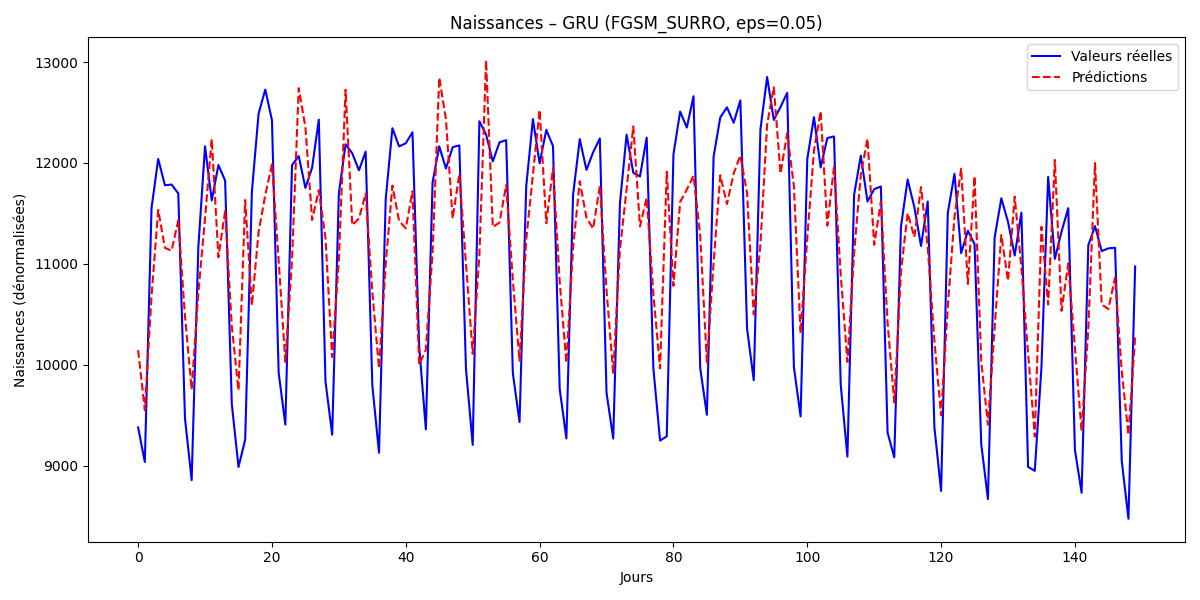 Naissances – GRU (FGSM_SURRO, eps=0.05)
Valeurs réelles
Prédictions
Naissances (dénormalisées)
13000
12000
11000
10000
9000
0 20 40 60 80 100 120 140
Jours